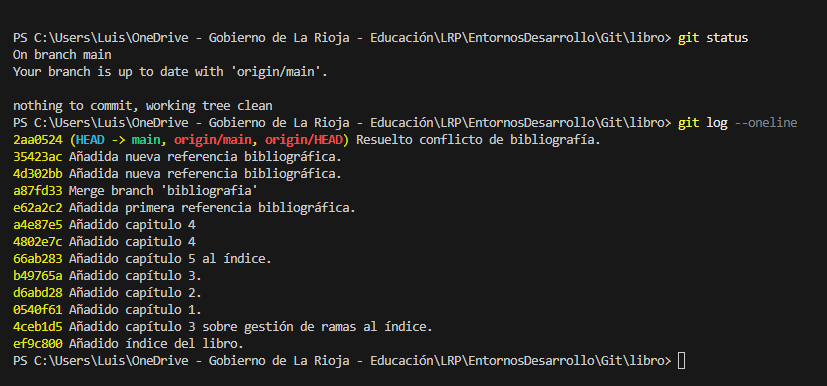 PS C:\Users\Luis\OneDrive - Gobierno de La Rioja - Educación\LRP\EntornosDesarrollo\Git\libro> git status
On branch main
Your branch is up to date with 'origin/main'.
nothing to commit, working tree clean
PS C:\Users\Luis\OneDrive - Gobierno de La Rioja - Educación\LRP\EntornosDesarrollo\Git\libro> git log --oneline
2aa0524 (HEAD -> main, origin/main, origin/HEAD) Resuelto conflicto de bibliografía.
35423ac Añadida nueva referencia bibliográfica.
4d302bb Añadida nueva referencia bibliográfica.
a87fd33 Merge branch 'bibliografia'
e62a2c2 Añadida primera referencia bibliográfica.
a4e87e5 Añadido capitulo 4
4802e7c Añadido capitulo 4
66ab283 Añadido capítulo 5 al índice.
b49765a Añadido capítulo 3.
d6abd28 Añadido capítulo 2.
0540f61 Añadido capítulo 1.
4ceb1d5 Añadido capítulo 3 sobre gestión de ramas al índice.
ef9c800 Añadido índice del libro.
PS C:\Users\Luis\OneDrive - Gobierno de La Rioja - Educación\LRP\EntornosDesarrollo\Git\libro>